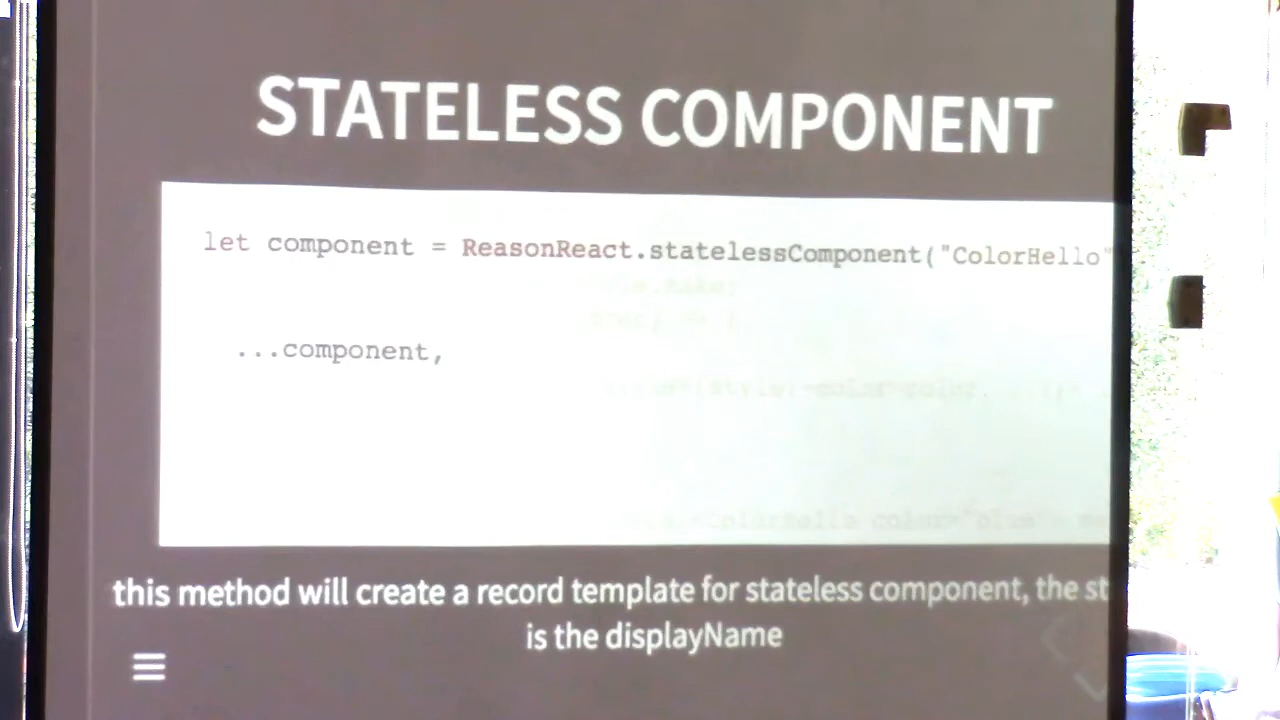 STATELESS COMPONENT
let component = ReasonReact.statelessComponent("ColorHello"
...component,
this method will create a record template for stateless component, the st
is the displayName